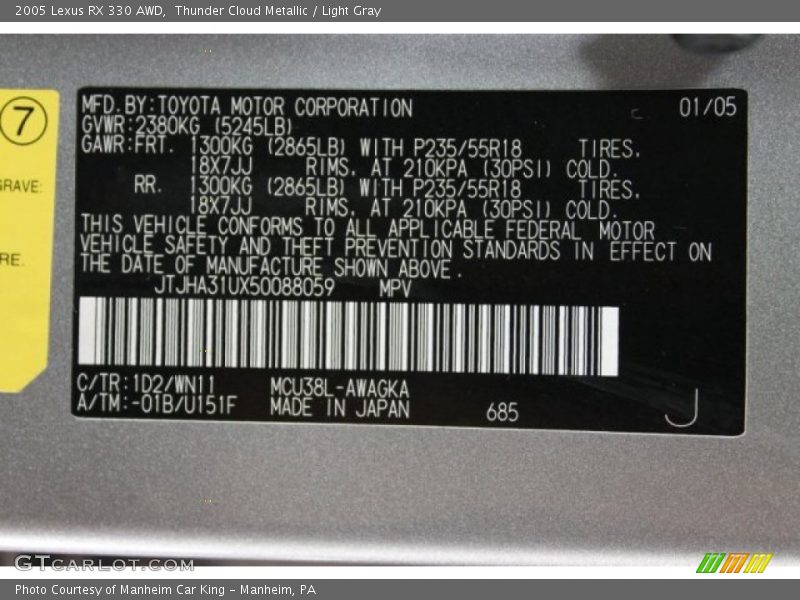 2005 Lexus RX 330 AWD, Thunder Cloud Metallic / Light Gray
7
GRAVE:
RE.
MFD.BY:TOYOTA MOTOR CORPORATION 01/05
GVWR:2380KG (5245LB)
GAWR:FRT. 1300KG (2865LB) WITH P235/55R18 TIRES.
18X7JJ RIMS. AT 210KPA (30PSI) COLD.
RR. 1300KG (2865LB) WITH P235/55R18 TIRES.
18X7JJ RIMS. AT 210KPA (30PSI) COLD.
THIS VEHICLE CONFORMS TO ALL APPLICABLE FEDERAL MOTOR
VEHICLE SAFETY AND THEFT PREVENTION STANDARDS IN EFFECT ON
THE DATE OF MANUFACTURE SHOWN ABOVE.
JTJHA31UX50088059 MPV
C/TR:1D2/WN11 MCU38L-AWAGKA
A/TM:-01B/U151F MADE IN JAPAN 685 J
GTCARLOT.COM
Photo Courtesy of Manheim Car King - Manheim, PA